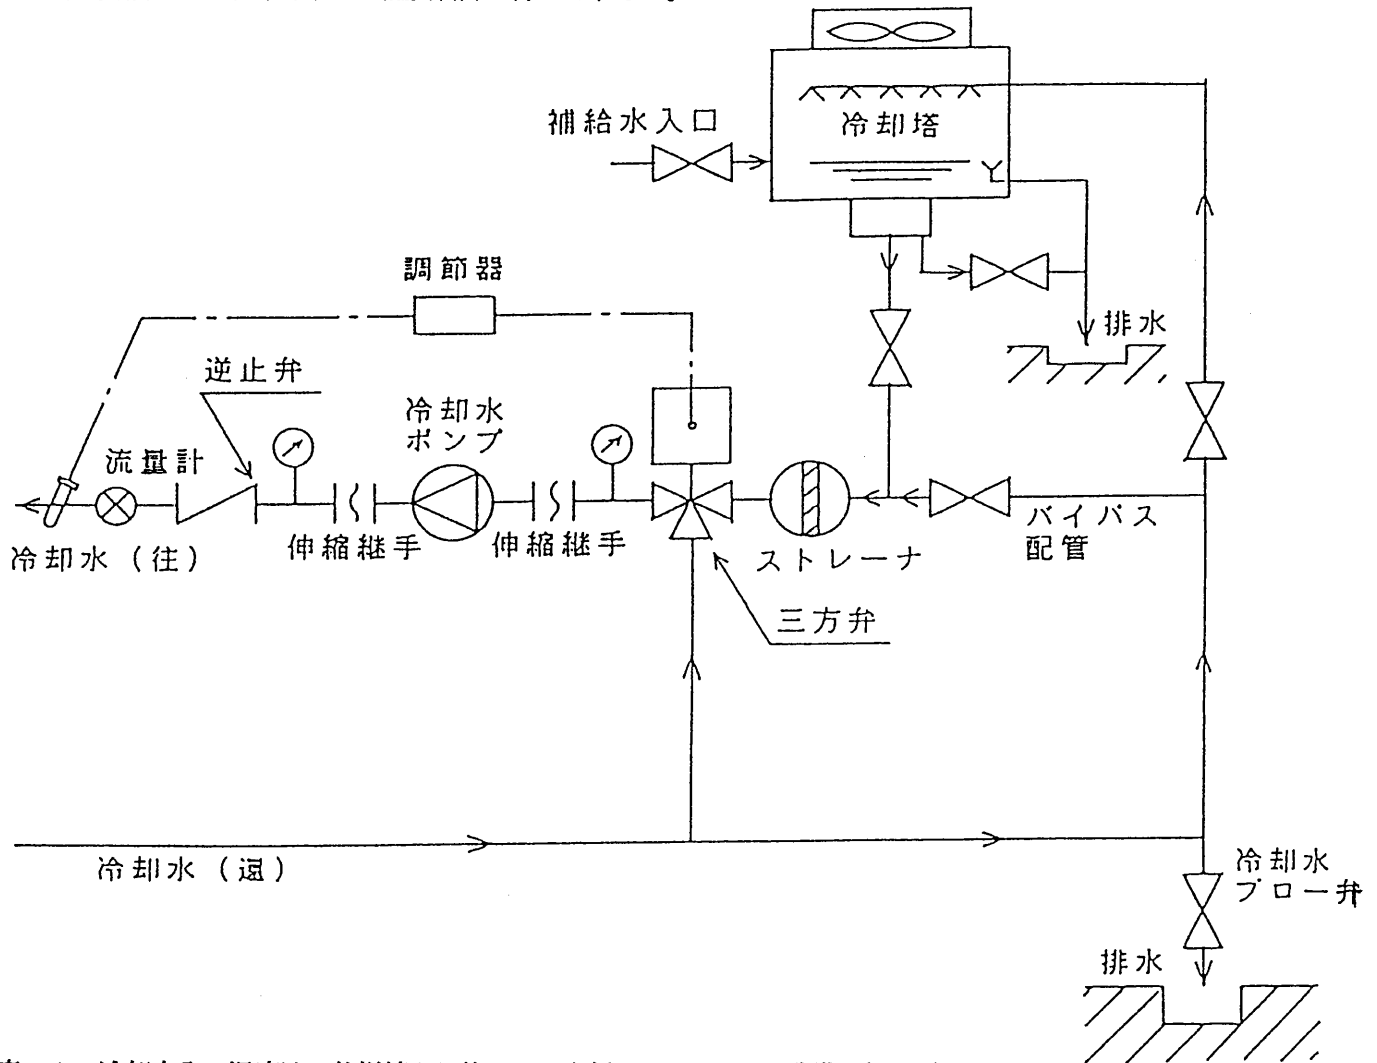 補給水入口
冷却塔
調節器
排水
逆止弁
冷却水
ポンプ
流量計
バイパス
配管
伸縮継手
伸縮継手
冷却水（往）
ストレーナ
三方弁
冷却水（還）
冷却水
ブロー弁
排水